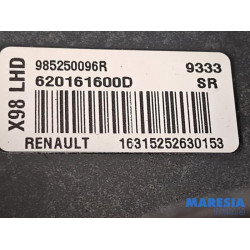 X98 LHD
985250096R
9333
620161600D
SR
RENAULT
16315252630153
MARESIA